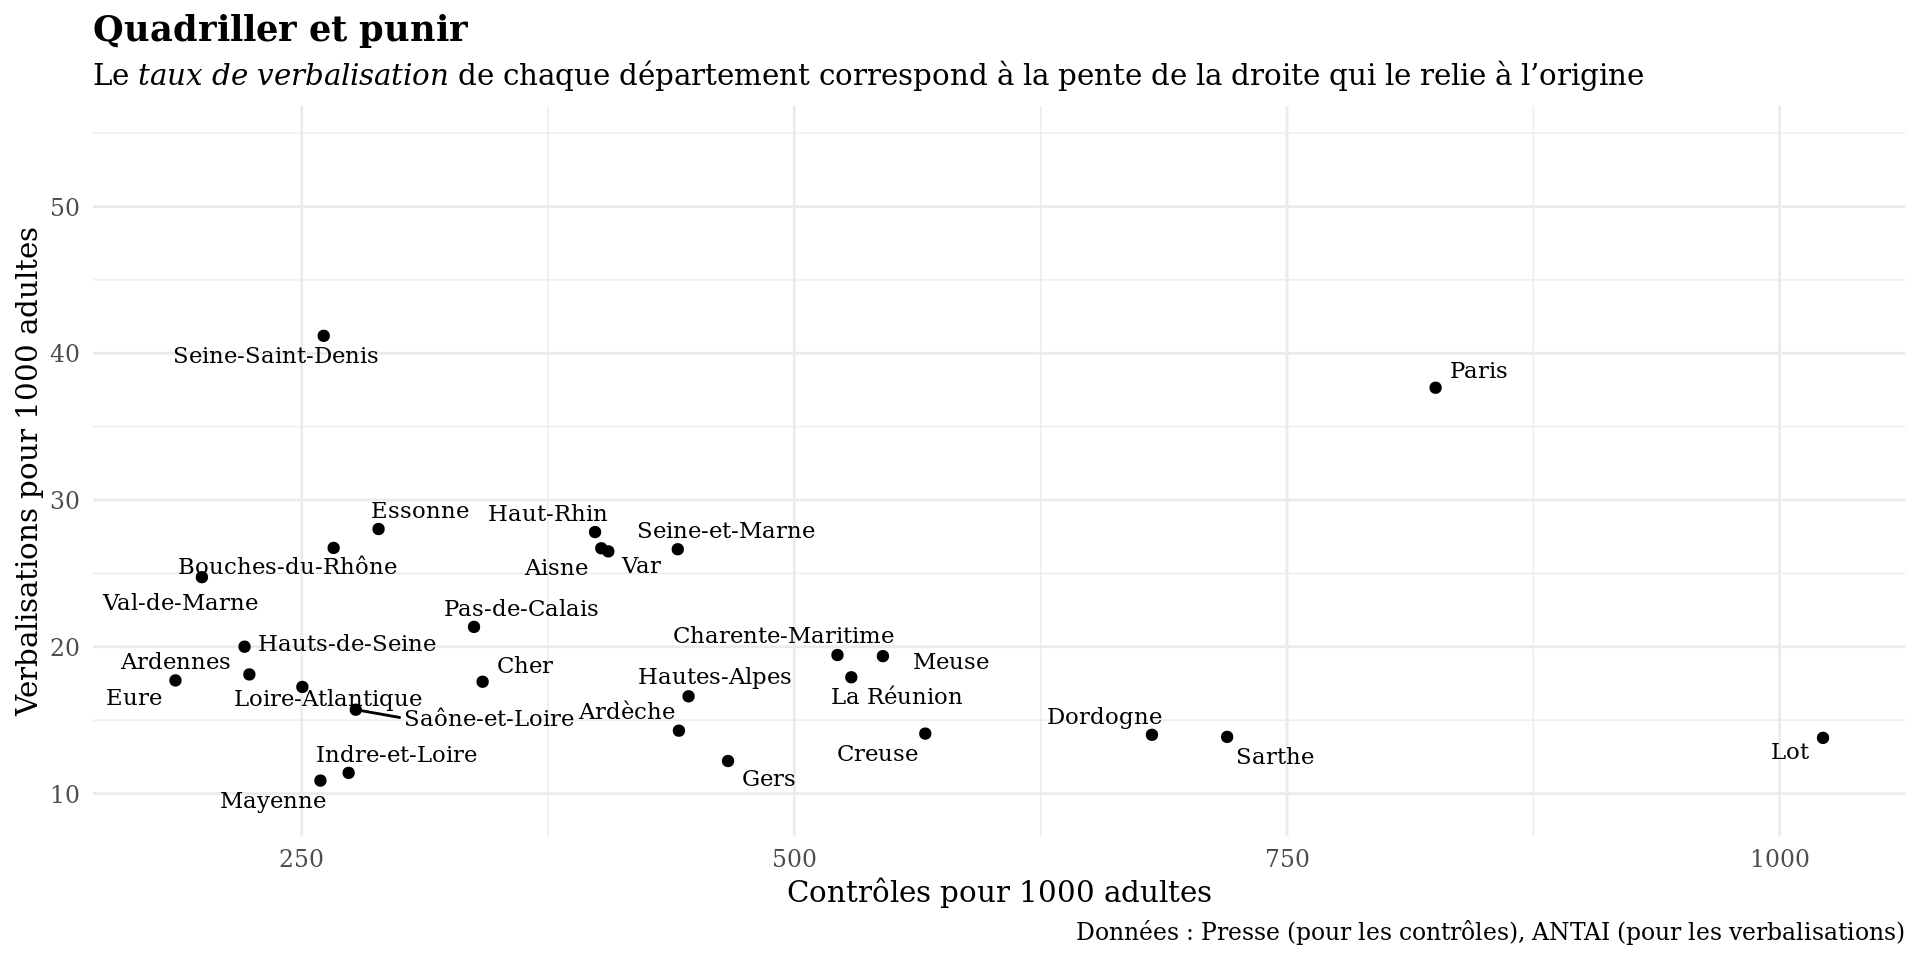 Quadriller et punir
Le taux de verbalisation de chaque département correspond à la pente de la droite qui le relie à l’origine
Verbalisations pour 1000 adultes
50
40
30
20
10
Seine-Saint-Denis
Paris
Essonne
Haut-Rhin
Seine-et-Marne
Bouches-du-Rhône
Aisne
Var
Val-de-Marne
Pas-de-Calais
Charente-Maritime
Hauts-de-Seine
Ardennes
Cher
Meuse
Hautes-Alpes
Eure
Loire-Atlantique
La Réunion
Saône-et-Loire
Ardèche
Dordogne
Indre-et-Loire
Creuse
Sarthe
Lot
Gers
Mayenne
250
500
750
1000
Contrôles pour 1000 adultes
Données : Presse (pour les contrôles), ANTAI (pour les verbalisations)